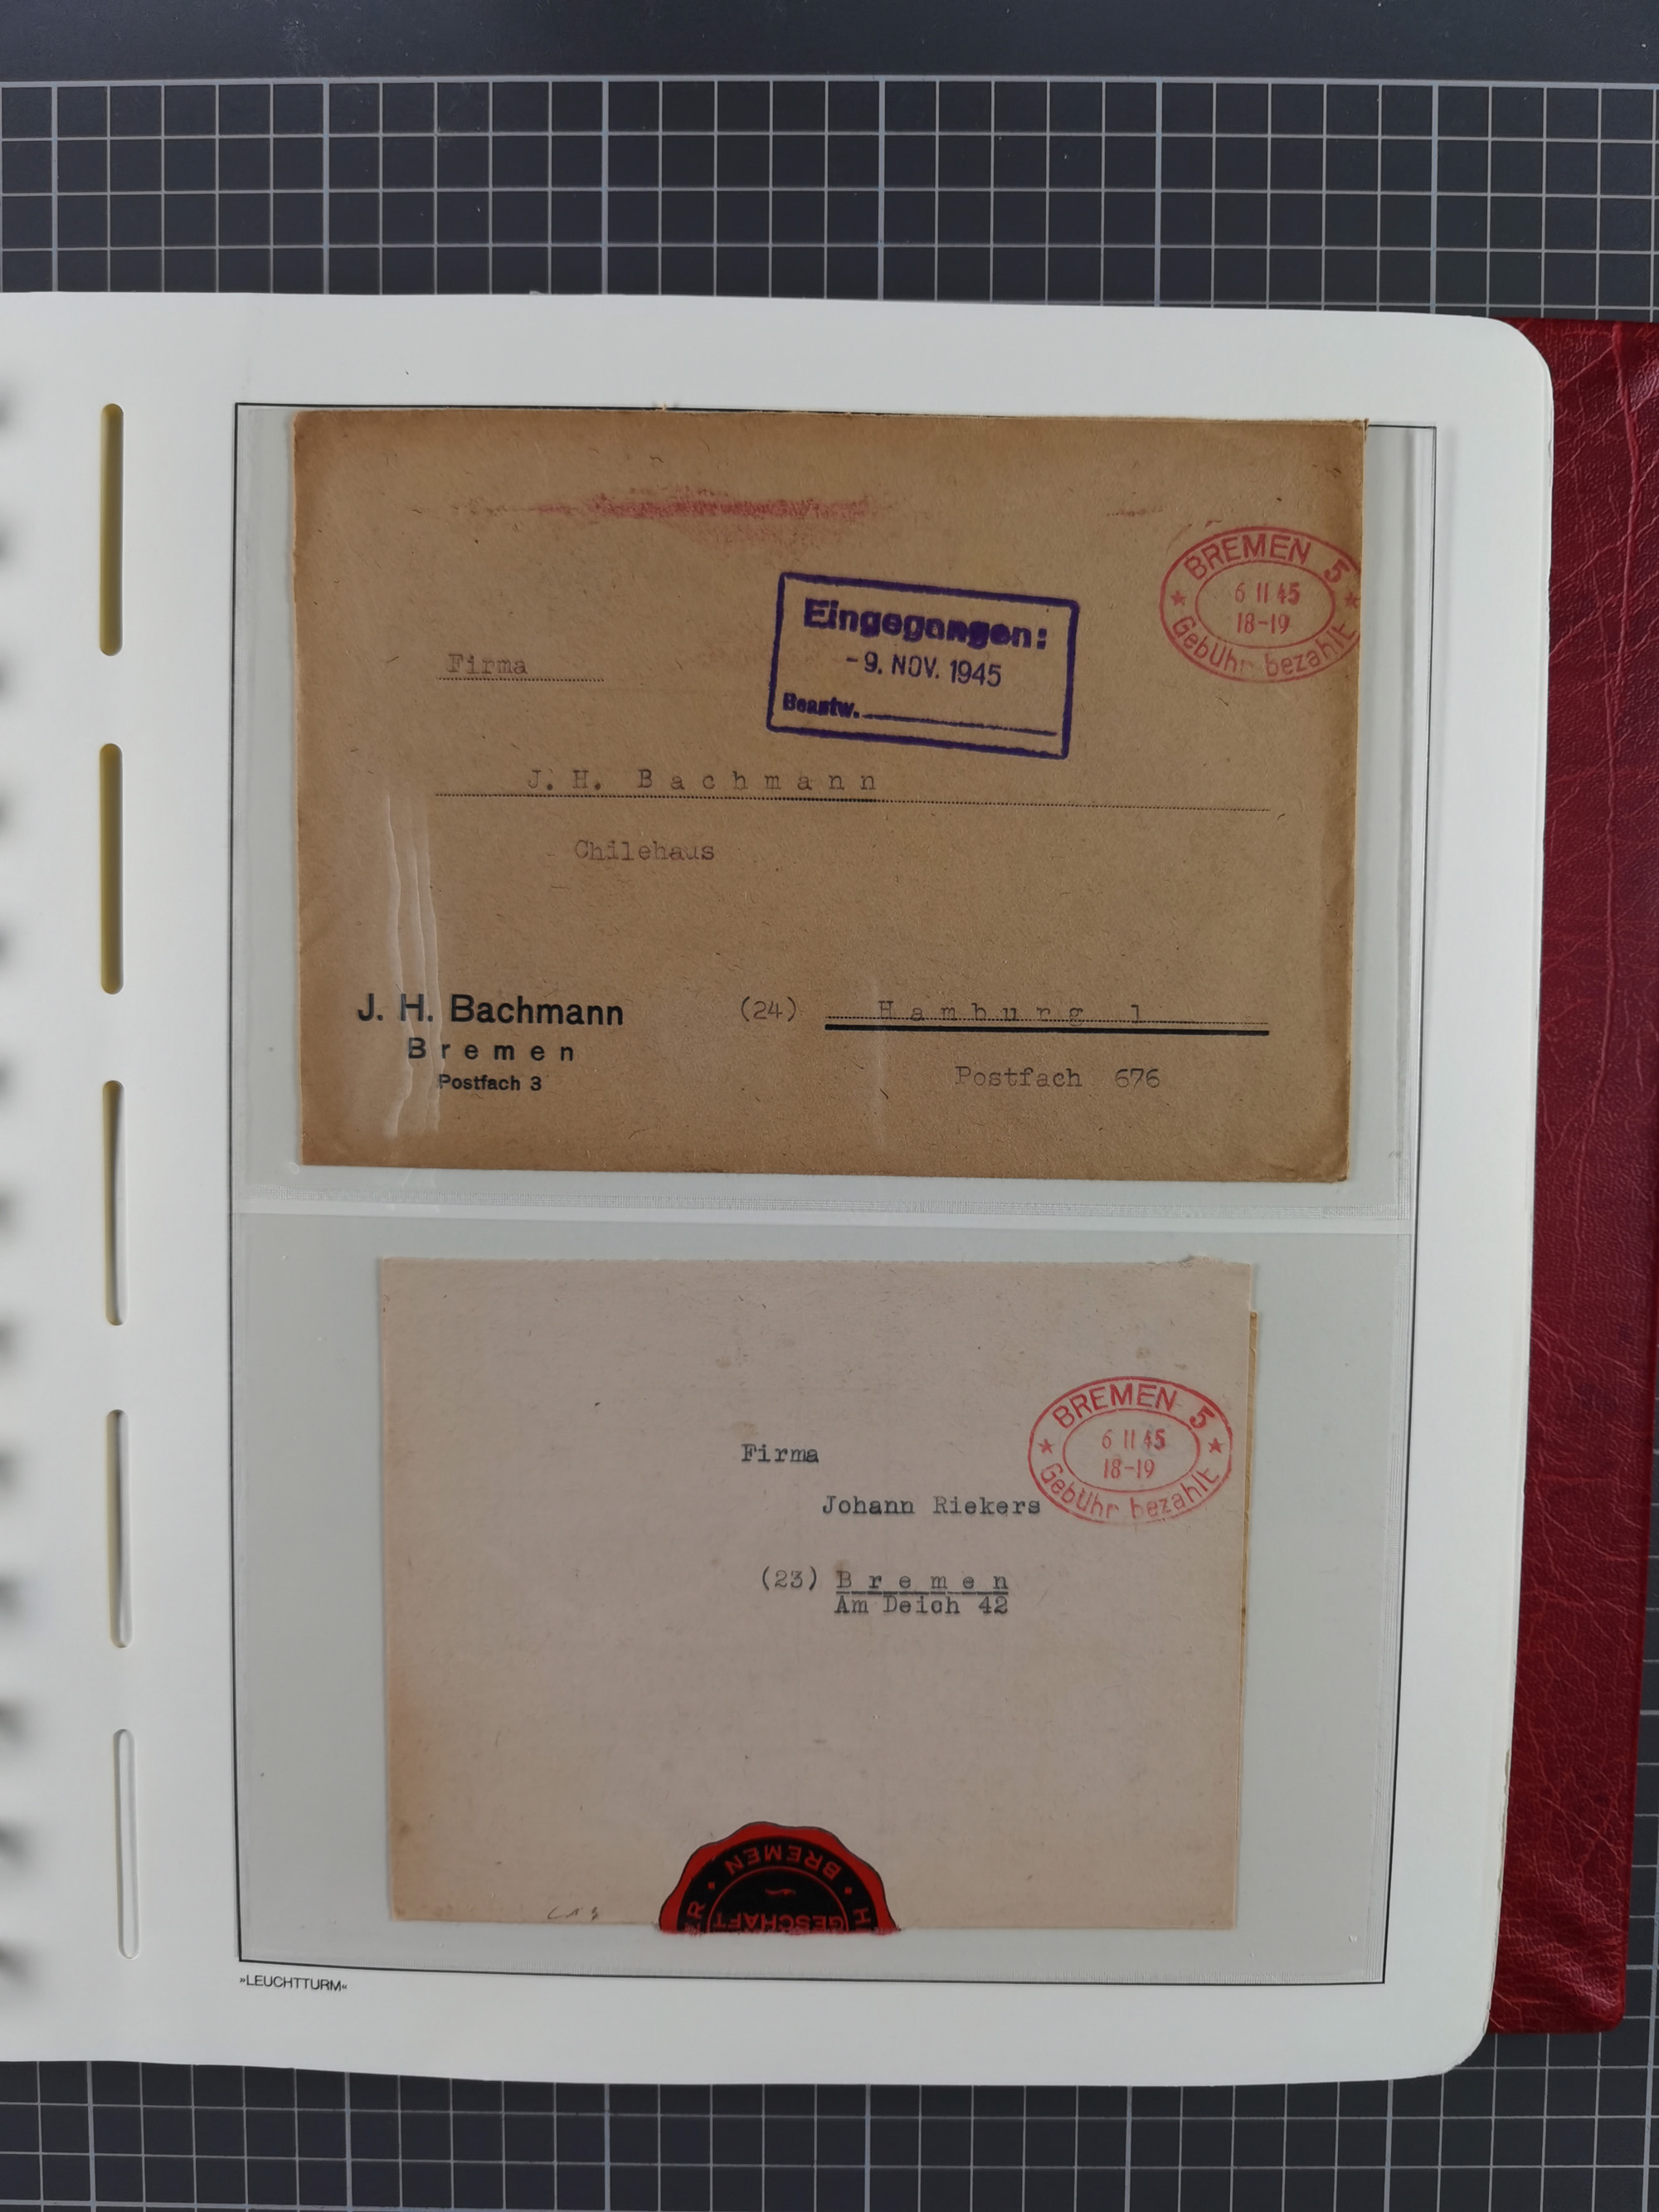 BREMEN 5
6 11 45
18-19
Gebühr bezahlt
Eingegangen:
-9. NOV. 1945
Beantw.
Firma
J. H. Bachmann
Chilehaus
J. H. Bachmann
Bremen
Postfach 3
(24) Hamburg 1
Postfach 676
BREMEN 5
6 11 45
18-19
Gebühr bezahlt
Firma
Johann Riekers
(23) Bremen
Am Deich 42
BREMEN
GESCHÄFT
»LEUCHTTURM«